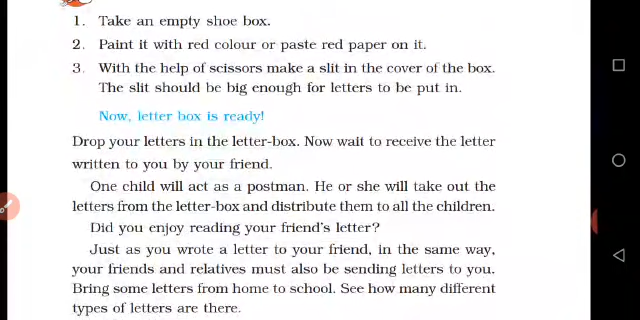 1. Take an empty shoe box.
2. Paint it with red colour or paste red paper on it.
3. With the help of scissors make a slit in the cover of the box.
The slit should be big enough for letters to be put in.
Now, letter box is ready!
Drop your letters in the letter-box. Now wait to receive the letter
written to you by your friend.
One child will act as a postman. He or she will take out the
letters from the letter-box and distribute them to all the children.
Did you enjoy reading your friend's letter?
Just as you wrote a letter to your friend, in the same way,
your friends and relatives must also be sending letters to you.
Bring some letters from home to school. See how many different
types of letters are there.